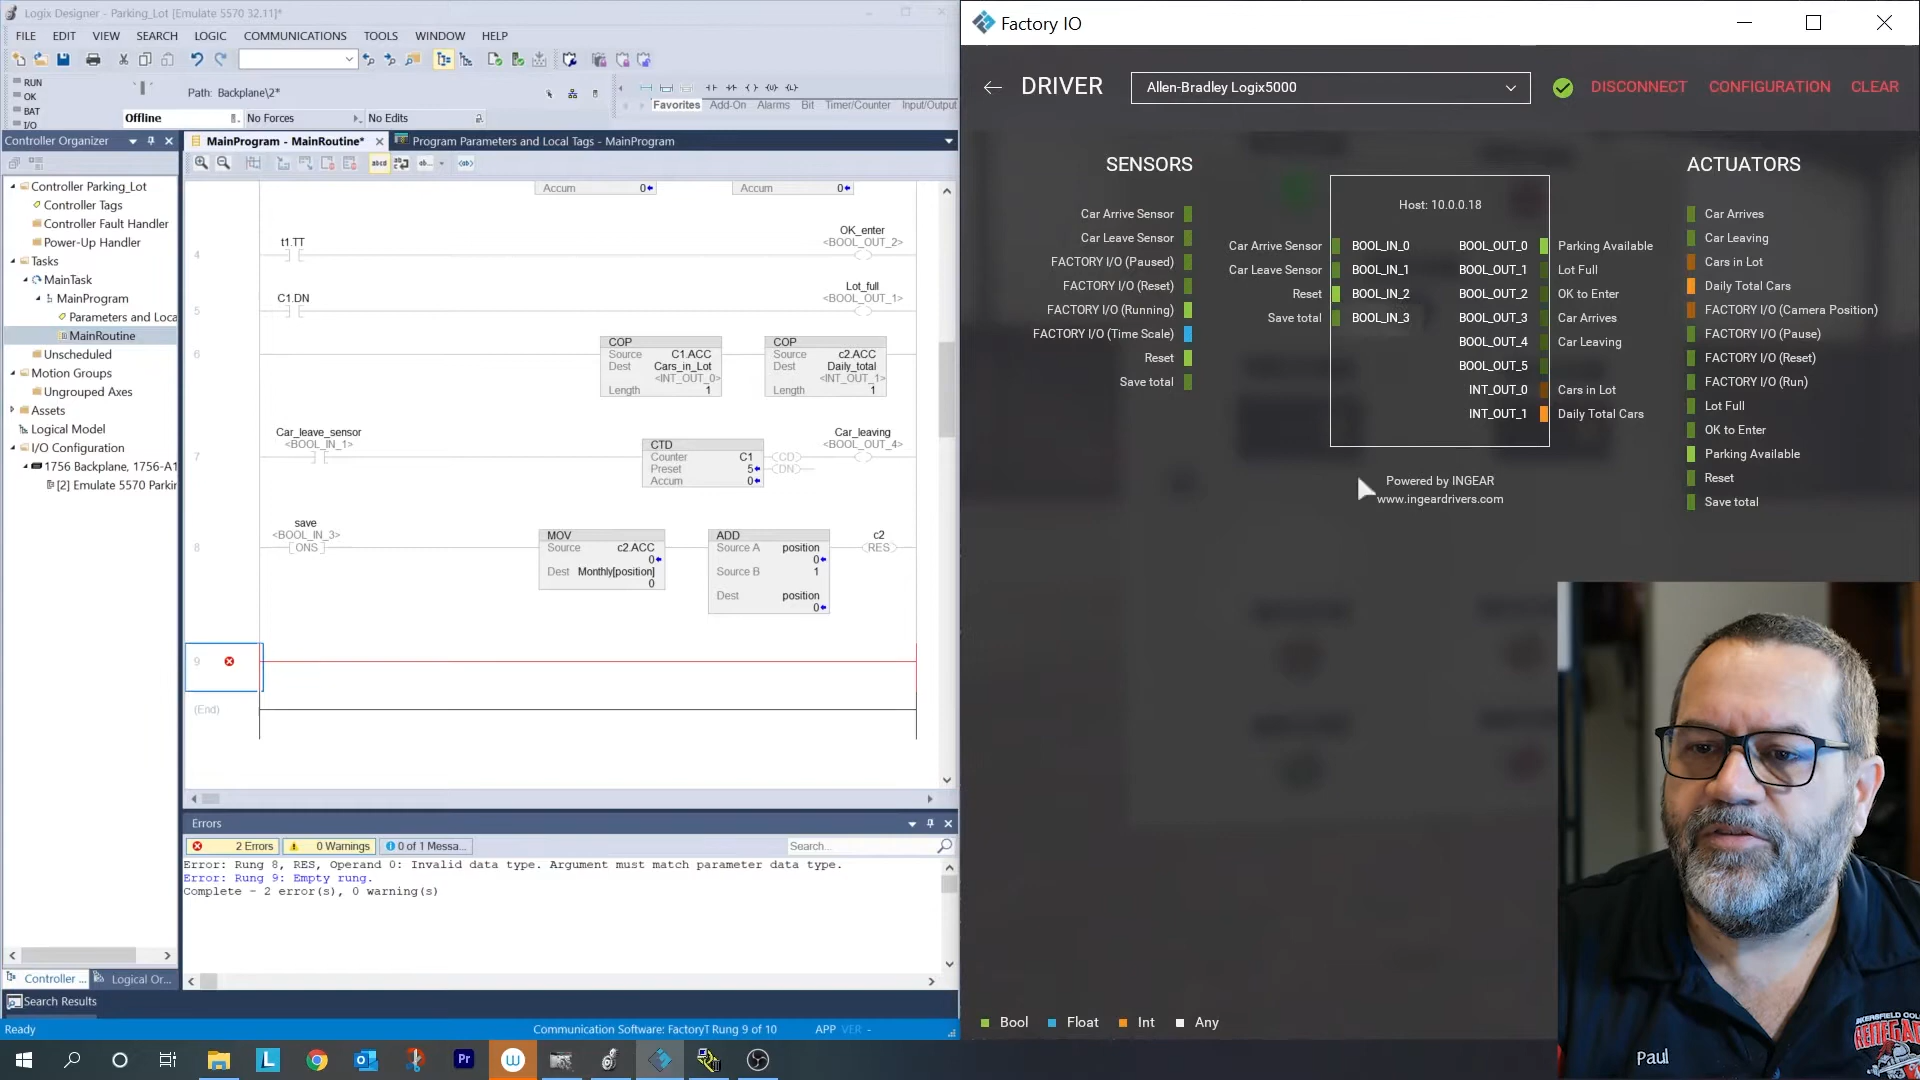 Logix Designer - Parking_Lot [Emulate 5570 32.11]*
FILE EDIT VIEW SEARCH LOGIC COMMUNICATIONS TOOLS WINDOW HELP
RUN
OK
BAT
I/O
Path: Backplane\2*
Offline No Forces No Edits
Favorites Add-On Alarms Bit Timer/Counter Input/Output
Controller Organizer
Controller Parking_Lot
Controller Tags
Controller Fault Handler
Power-Up Handler
Tasks
MainTask
MainProgram
Parameters and Loca
MainRoutine
Unscheduled
Motion Groups
Ungrouped Axes
Assets
Logical Model
I/O Configuration
1756 Backplane, 1756-A1
[2] Emulate 5570 Parkin
Controller ... Logical Or...
Search Results
MainProgram - MainRoutine* Program Parameters and Local Tags - MainProgram
Accum 0 Accum 0
4 t1.TT OK_enter
<BOOL_OUT_2>
5 C1.DN Lot_full
<BOOL_OUT_1>
6
COP
Source C1.ACC
Dest Cars_in_Lot
<INT_OUT_0>
Length 1
COP
Source c2.ACC
Dest Daily_total
<INT_OUT_1>
Length 1
7 Car_leave_sensor
<BOOL_IN_1>
CTD
Counter C1
Preset 5
Accum 0
CD
DN
Car_leaving
<BOOL_OUT_4>
8 save
<BOOL_IN_3>
ONS
MOV
Source c2.ACC
0
Dest Monthly[position]
0
ADD
Source A position
0
Source B 1
Dest position
0
c2
RES
9
(End)
Errors
2 Errors 0 Warnings 0 of 1 Messa... Search...
Error: Rung 8, RES, Operand 0: Invalid data type. Argument must match parameter data type.
Error: Rung 9: Empty rung.
Complete - 2 error(s), 0 warning(s)
Ready Communication Software: FactoryT Rung 9 of 10 APP VER -
Factory IO
DRIVER Allen-Bradley Logix5000 DISCONNECT CONFIGURATION CLEAR
SENSORS
Car Arrive Sensor
Car Leave Sensor
FACTORY I/O (Paused)
FACTORY I/O (Reset)
FACTORY I/O (Running)
FACTORY I/O (Time Scale)
Reset
Save total
Host: 10.0.0.18
Car Arrive Sensor BOOL_IN_0 BOOL_OUT_0 Parking Available
Car Leave Sensor BOOL_IN_1 BOOL_OUT_1 Lot Full
Reset BOOL_IN_2 BOOL_OUT_2 OK to Enter
Save total BOOL_IN_3 BOOL_OUT_3 Car Arrives
BOOL_OUT_4 Car Leaving
BOOL_OUT_5
INT_OUT_0 Cars in Lot
INT_OUT_1 Daily Total Cars
Powered by INGEAR
www.ingeardrivers.com
ACTUATORS
Car Arrives
Car Leaving
Cars in Lot
Daily Total Cars
FACTORY I/O (Camera Position)
FACTORY I/O (Pause)
FACTORY I/O (Reset)
FACTORY I/O (Run)
Lot Full
OK to Enter
Parking Available
Reset
Save total
Bool Float Int Any
Paul